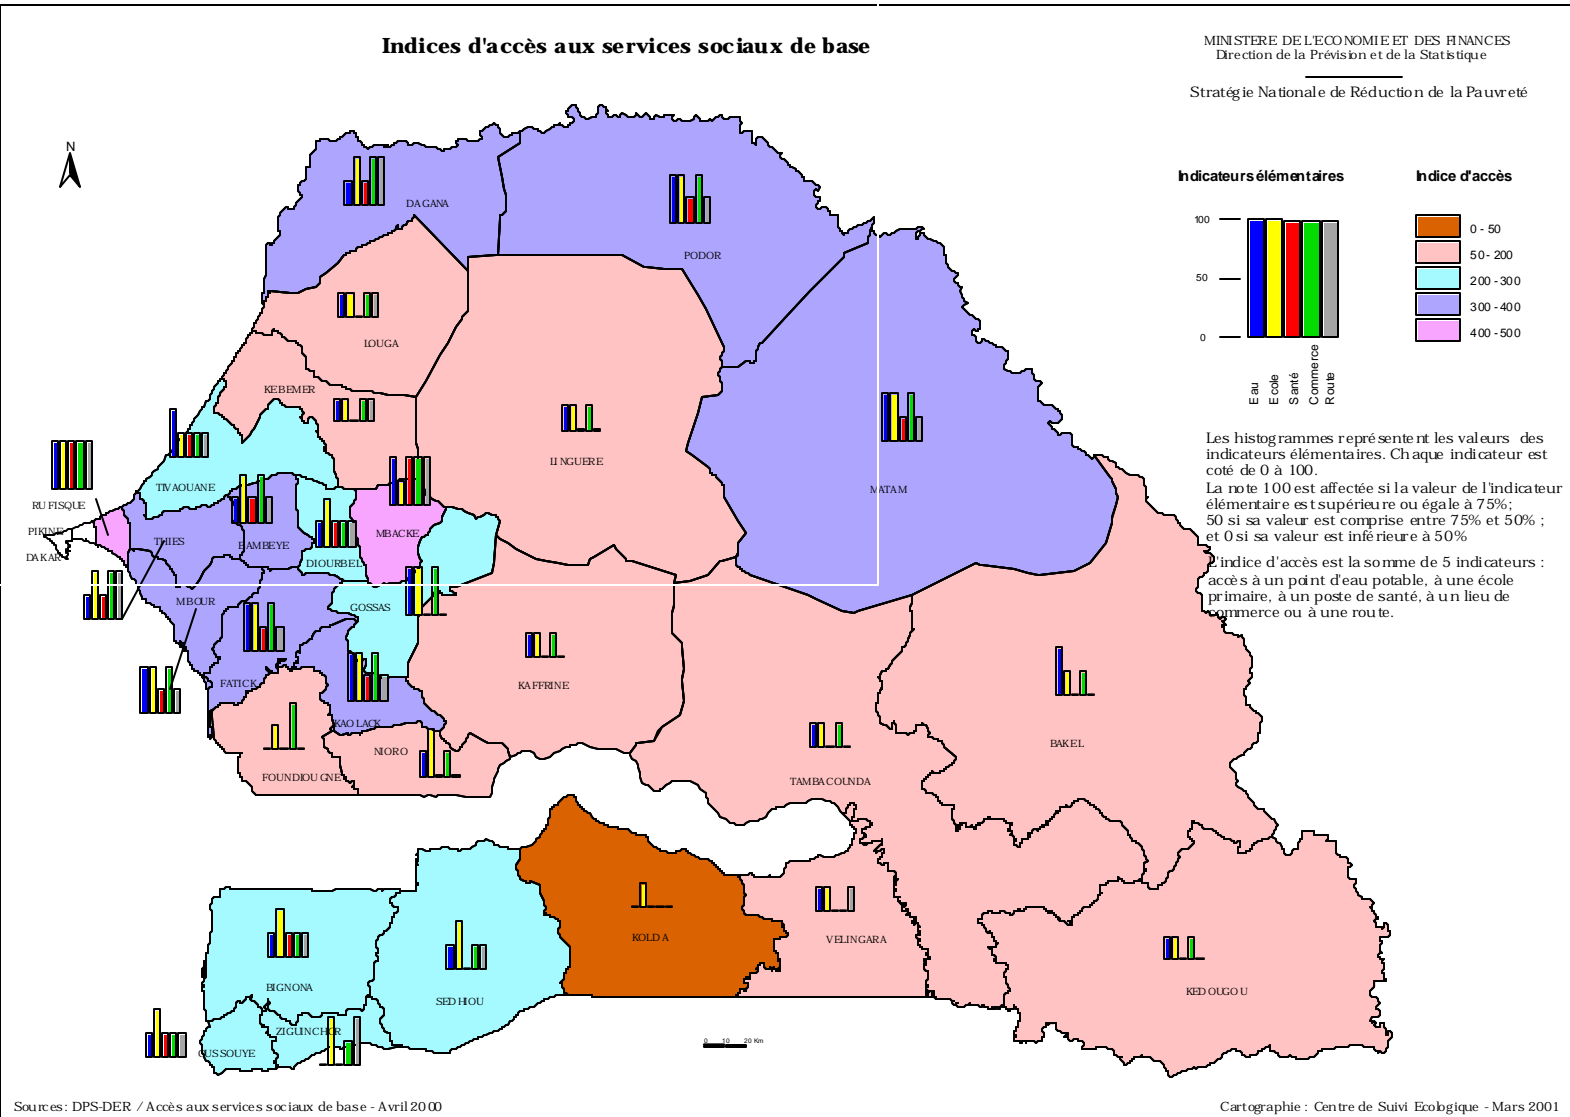 Indices d'accès aux services sociaux de base
MINISTERE DE L'ECONOMIE ET DES FINANCES
Direction de la Prévision et de la Statistique
Stratégie Nationale de Réduction de la Pauvreté
N
Indicateurs élémentaires
100
50
0
Eau
Ecole
Santé
Commerce
Route
Indice d'accès
0 - 50
50 - 200
200 - 300
300 - 400
400 - 500
Les histogrammes représentent les valeurs des
indicateurs élémentaires. Chaque indicateur est
coté de 0 à 100.
La note 100 est affectée si la valeur de l'indicateur
élémentaire est supérieure ou égale à 75%;
50 si sa valeur est comprise entre 75% et 50% ;
et 0 si sa valeur est inférieure à 50%
L'indice d'accès est la somme de 5 indicateurs :
accès à un point d'eau potable, à une école
primaire, à un poste de santé, à un lieu de
commerce ou à une route.
DAGANA
PODOR
LOUGA
KEBEMER
LINGUERE
MATAM
TIVAOUANE
RUFISQUE
PIKINE
DAKAR
THIES
BAMBEYE
MBACKE
DIOURBEL
MBOUR
GOSSAS
FATICK
KAFFRINE
KAOLACK
NIORO
FOUNDIOUGNE
TAMBACOUNDA
BAKEL
KOLDA
VELINGARA
KEDOUGOU
BIGNONA
SEDHIOU
ZIGUINCHOR
OUSSOUYE
0 10 20 Km
Sources: DPS-DER / Accès aux services sociaux de base - Avril 2000
Cartographie : Centre de Suivi Ecologique - Mars 2001